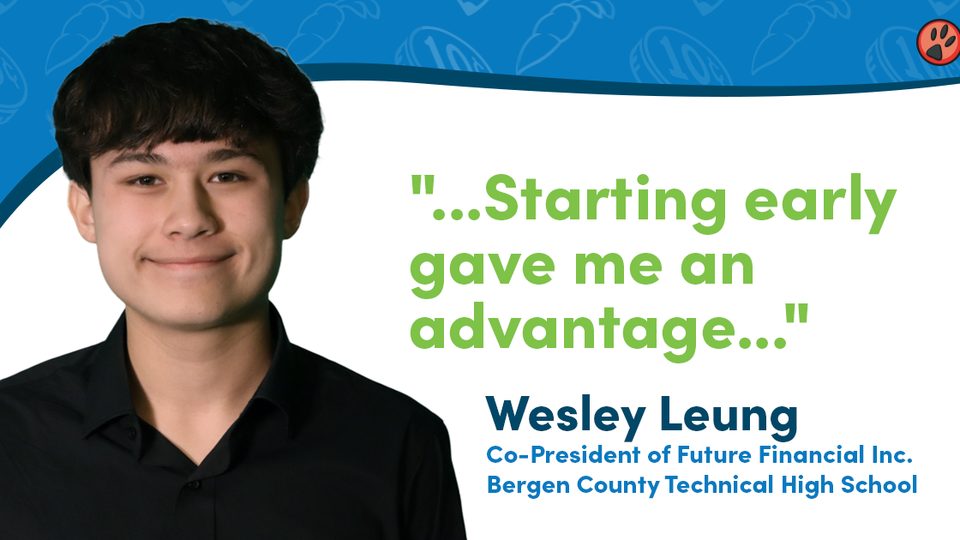 "...Starting early
gave me an
advantage..."
Wesley Leung
Co-President of Future Financial Inc.
Bergen County Technical High School